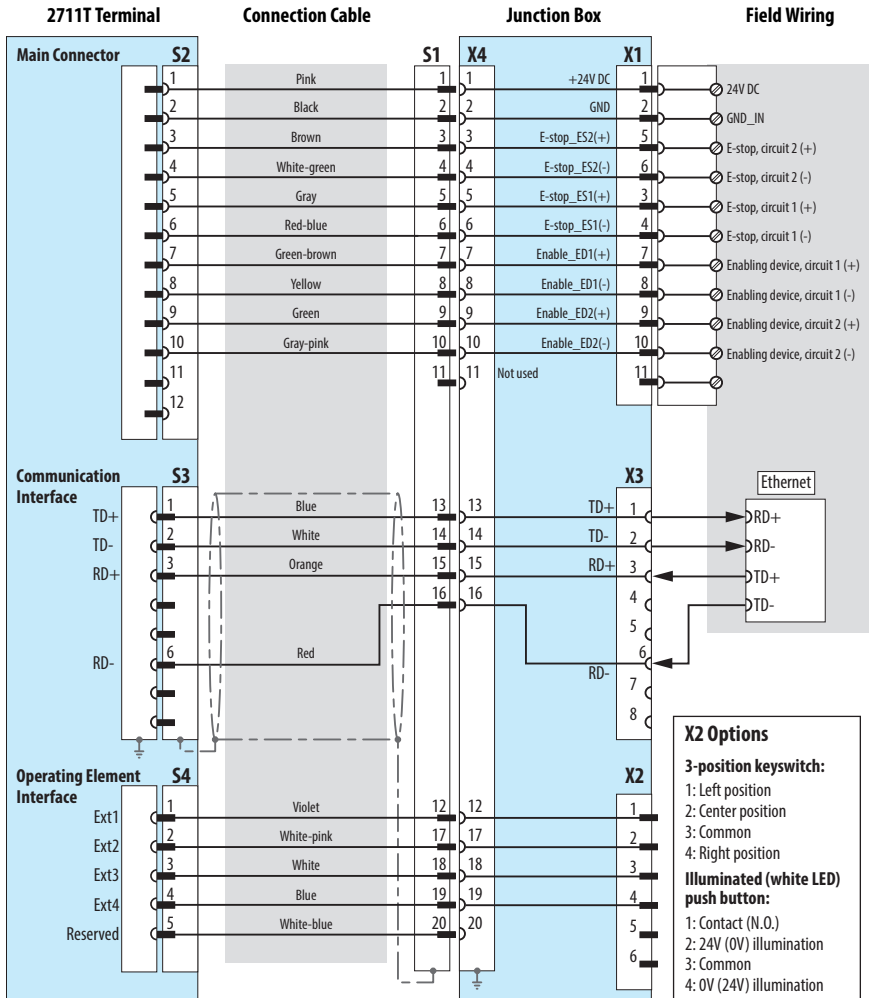 2711T Terminal Connection Cable Junction Box Field Wiring
Main Connector S2 S1 X4 X1
1 Pink 1 1 +24V DC 1 24V DC
2 Black 2 2 GND 2 GND_IN
3 Brown 3 3 E-stop_ES2(+) 5 E-stop, circuit 2 (+)
4 White-green 4 4 E-stop_ES2(-) 6 E-stop, circuit 2 (-)
5 Gray 5 5 E-stop_ES1(+) 3 E-stop, circuit 1 (+)
6 Red-blue 6 6 E-stop_ES1(-) 4 E-stop, circuit 1 (-)
7 Green-brown 7 7 Enable_ED1(+) 7 Enabling device, circuit 1 (+)
8 Yellow 8 8 Enable_ED1(-) 8 Enabling device, circuit 1 (-)
9 Green 9 9 Enable_ED2(+) 9 Enabling device, circuit 2 (+)
10 Gray-pink 10 10 Enable_ED2(-) 10 Enabling device, circuit 2 (-)
11 11 11 Not used 11
12
Communication Interface S3 X3 Ethernet
TD+ 1 Blue 13 13 TD+ 1 RD+
TD- 2 White 14 14 TD- 2 RD-
RD+ 3 Orange 15 15 RD+ 3 TD+
16 16 4 TD-
5
RD- 6 Red RD- 6
7
8
Operating Element Interface S4 X2
Ext1 1 Violet 12 12 1
Ext2 2 White-pink 17 17 2
Ext3 3 White 18 18 3
Ext4 4 Blue 19 19 4
Reserved 5 White-blue 20 20 5
6
X2 Options
3-position keyswitch:
1: Left position
2: Center position
3: Common
4: Right position
Illuminated (white LED)
push button:
1: Contact (N.O.)
2: 24V (0V) illumination
3: Common
4: 0V (24V) illumination